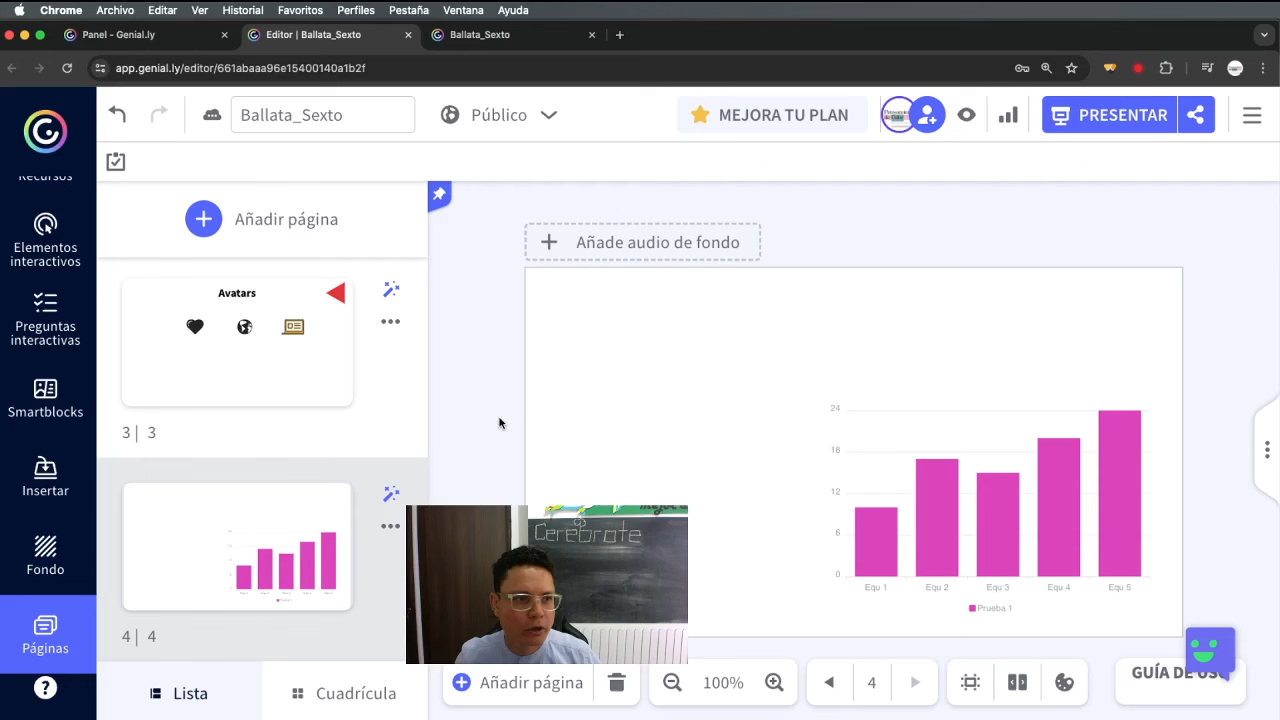 Chrome Archivo Editar Ver Historial Favoritos Perfiles Pestaña Ventana Ayuda
Panel - Genial.ly
Editor | Ballata_Sexto
Ballata_Sexto
app.genial.ly/editor/661abaaa96e15400140a1b2f
Ballata_Sexto
Público
MEJORA TU PLAN
PRESENTAR
Recursos
Elementos
interactivos
Preguntas
interactivas
Smartblocks
Insertar
Fondo
Páginas
Añadir página
Avatars
3 | 3
4 | 4
Lista
Cuadrícula
Añade audio de fondo
24
18
12
6
0
Equ 1 Equ 2 Equ 3 Equ 4 Equ 5
Prueba 1
Cerebrote
Añadir página
100%
4
GUÍA DE USO